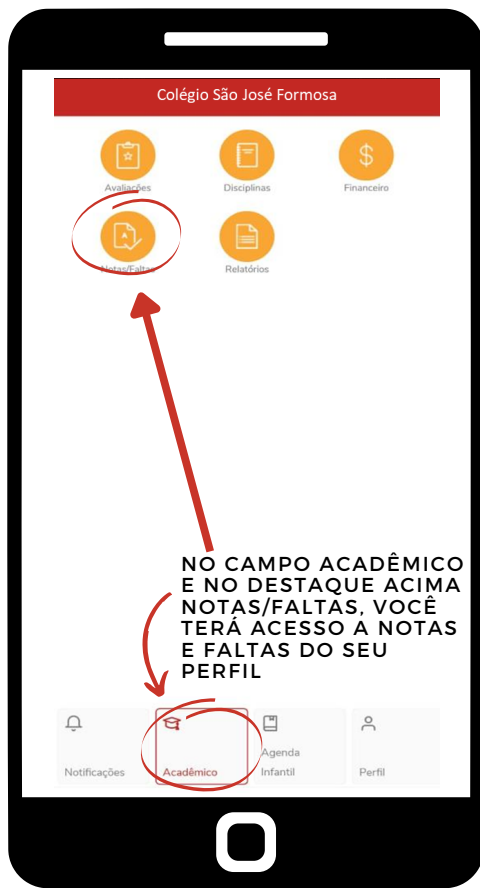 Colégio São José Formosa
Avaliações
Disciplinas
Financeiro
Notas/Faltas
Relatórios
NO CAMPO ACADÊMICO
E NO DESTAQUE ACIMA
NOTAS/FALTAS, VOCÊ
TERÁ ACESSO A NOTAS
E FALTAS DO SEU
PERFIL
Notificações
Acadêmico
Agenda
Infantil
Perfil